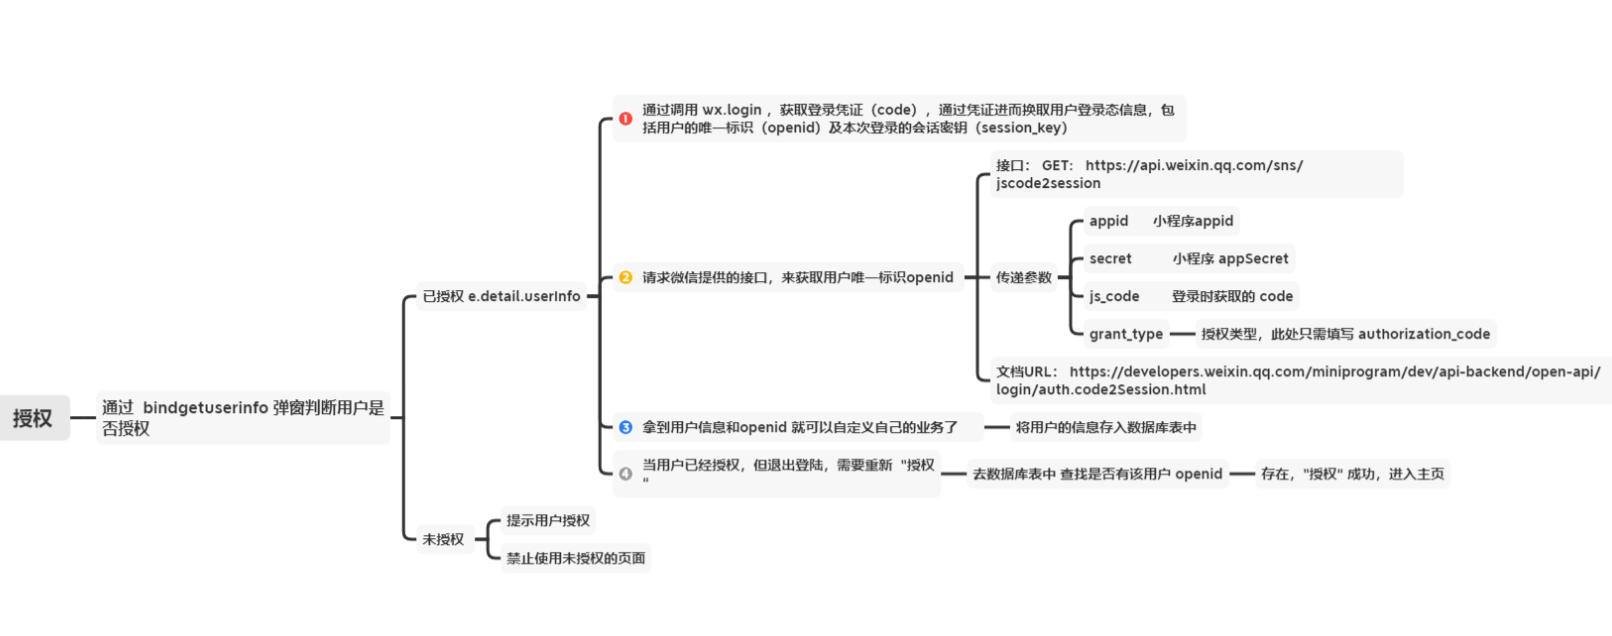 授权
通过 bindgetuserinfo 弹窗判断用户是
否授权
已授权 e.detail.userInfo
1 通过调用 wx.login ，获取登录凭证（code），通过凭证进而换取用户登录态信息，包
括用户的唯一标识（openid）及本次登录的会话密钥（session_key）
2 请求微信提供的接口，来获取用户唯一标识openid
接口： GET: https://api.weixin.qq.com/sns/
jscode2session
传递参数
appid 小程序appid
secret 小程序 appSecret
js_code 登录时获取的 code
grant_type
授权类型，此处只需填写 authorization_code
文档URL： https://developers.weixin.qq.com/miniprogram/dev/api-backend/open-api/
login/auth.code2Session.html
3 拿到用户信息和openid 就可以自定义自己的业务了
将用户的信息存入数据库表中
4 当用户已经授权，但退出登陆，需要重新 "授权
"
去数据库表中 查找是否有该用户 openid
存在，"授权" 成功，进入主页
未授权
提示用户授权
禁止使用未授权的页面